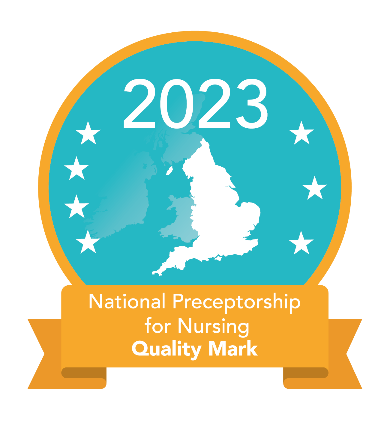 2023
National Preceptorship
for Nursing
Quality Mark